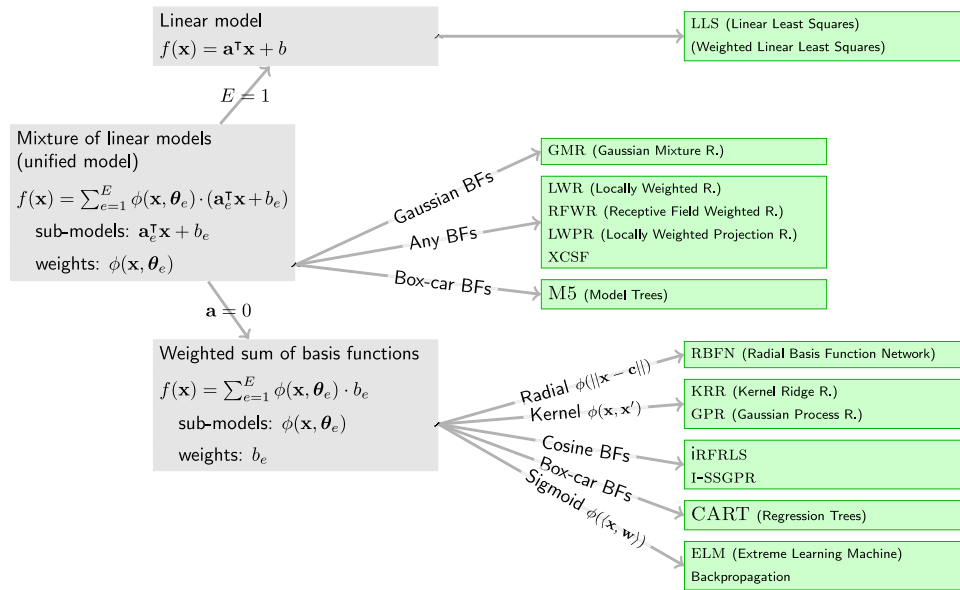 Linear model
f(x) = aᵀx + b
LLS (Linear Least Squares)
(Weighted Linear Least Squares)
E = 1
Mixture of linear models
(unified model)
f(x) = ∑ᴱₑ₌₁ ϕ(x, θₑ) · (aₑᵀx + bₑ)
sub-models: aₑᵀx + bₑ
weights: ϕ(x, θₑ)
Gaussian BFs
GMR (Gaussian Mixture R.)
Any BFs
LWR (Locally Weighted R.)
RFWR (Receptive Field Weighted R.)
LWPR (Locally Weighted Projection R.)
XCSF
Box-car BFs
M5 (Model Trees)
a = 0
Weighted sum of basis functions
f(x) = ∑ᴱₑ₌₁ ϕ(x, θₑ) · bₑ
sub-models: ϕ(x, θₑ)
weights: bₑ
Radial ϕ(||x − c||)
RBFN (Radial Basis Function Network)
Kernel ϕ(x, x′)
KRR (Kernel Ridge R.)
GPR (Gaussian Process R.)
Cosine BFs
iRFRLS
I-SSGPR
Box-car BFs
CART (Regression Trees)
Sigmoid ϕ(⟨x, w⟩)
ELM (Extreme Learning Machine)
Backpropagation